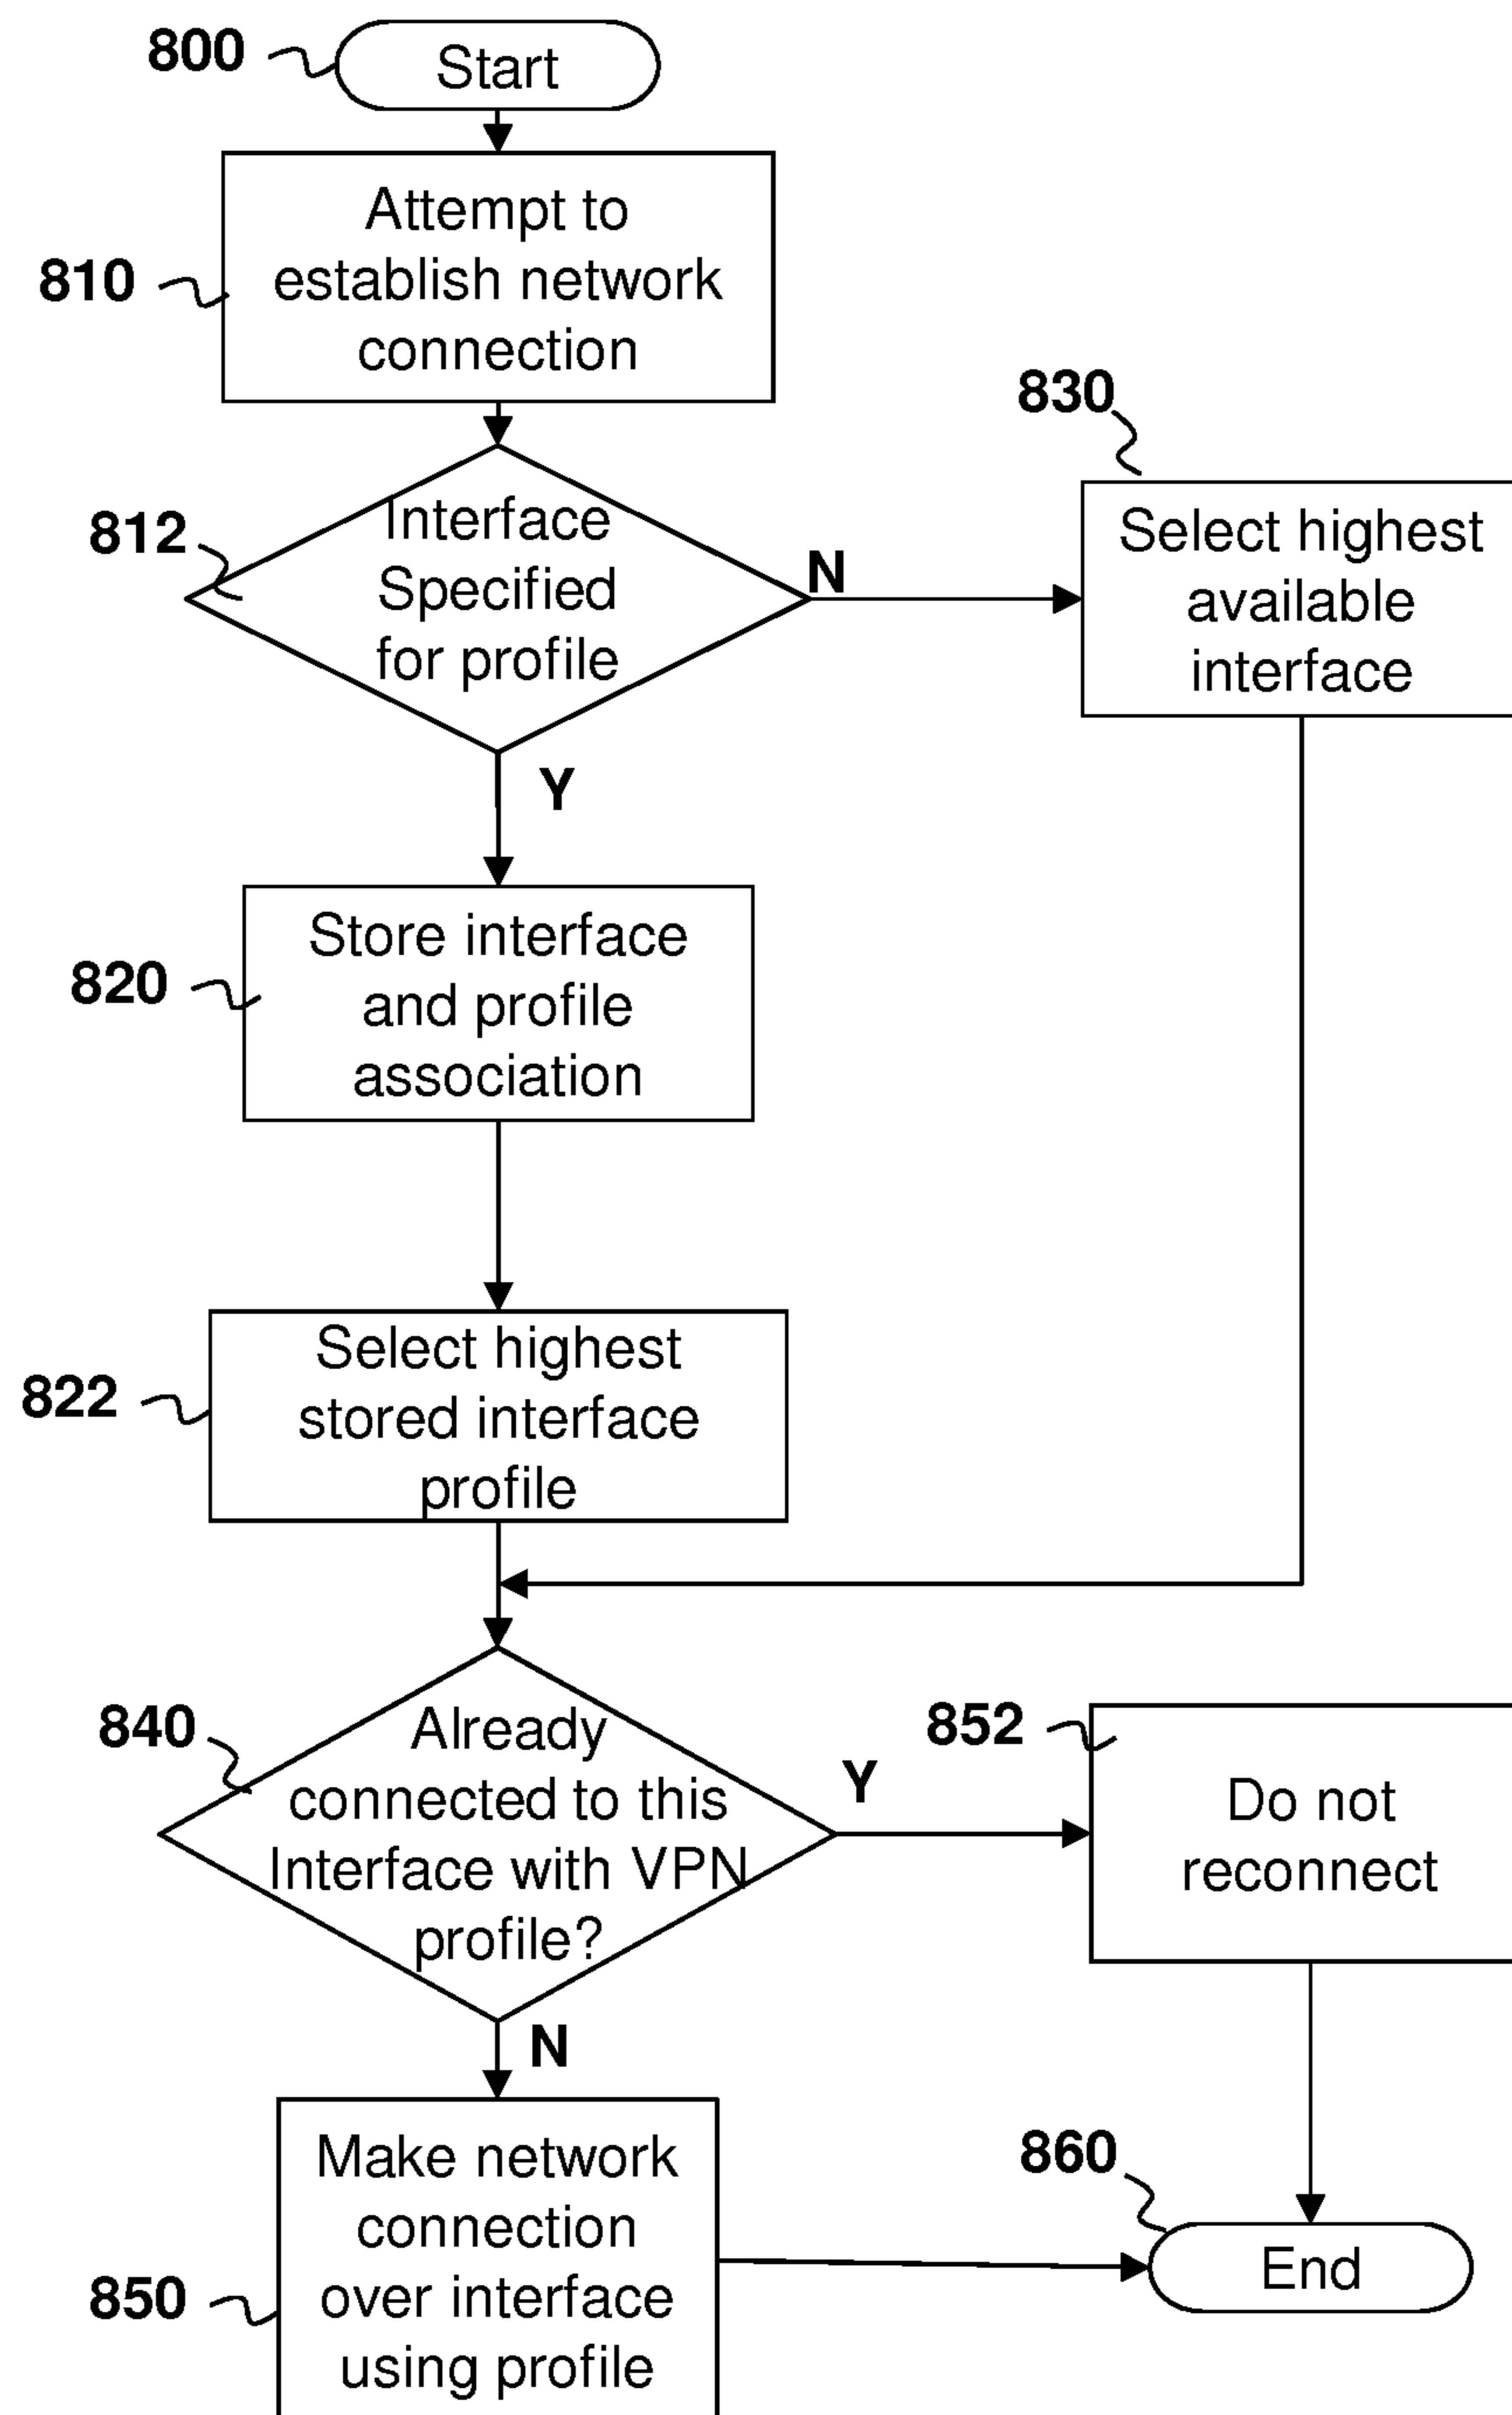 800
Start
810
Attempt to
establish network
connection
812
Interface
Specified
for profile
N
830
Select highest
available
interface
Y
820
Store interface
and profile
association
822
Select highest
stored interface
profile
840
Already
connected to this
Interface with VPN
profile?
Y
852
Do not
reconnect
N
850
Make network
connection
over interface
using profile
860
End